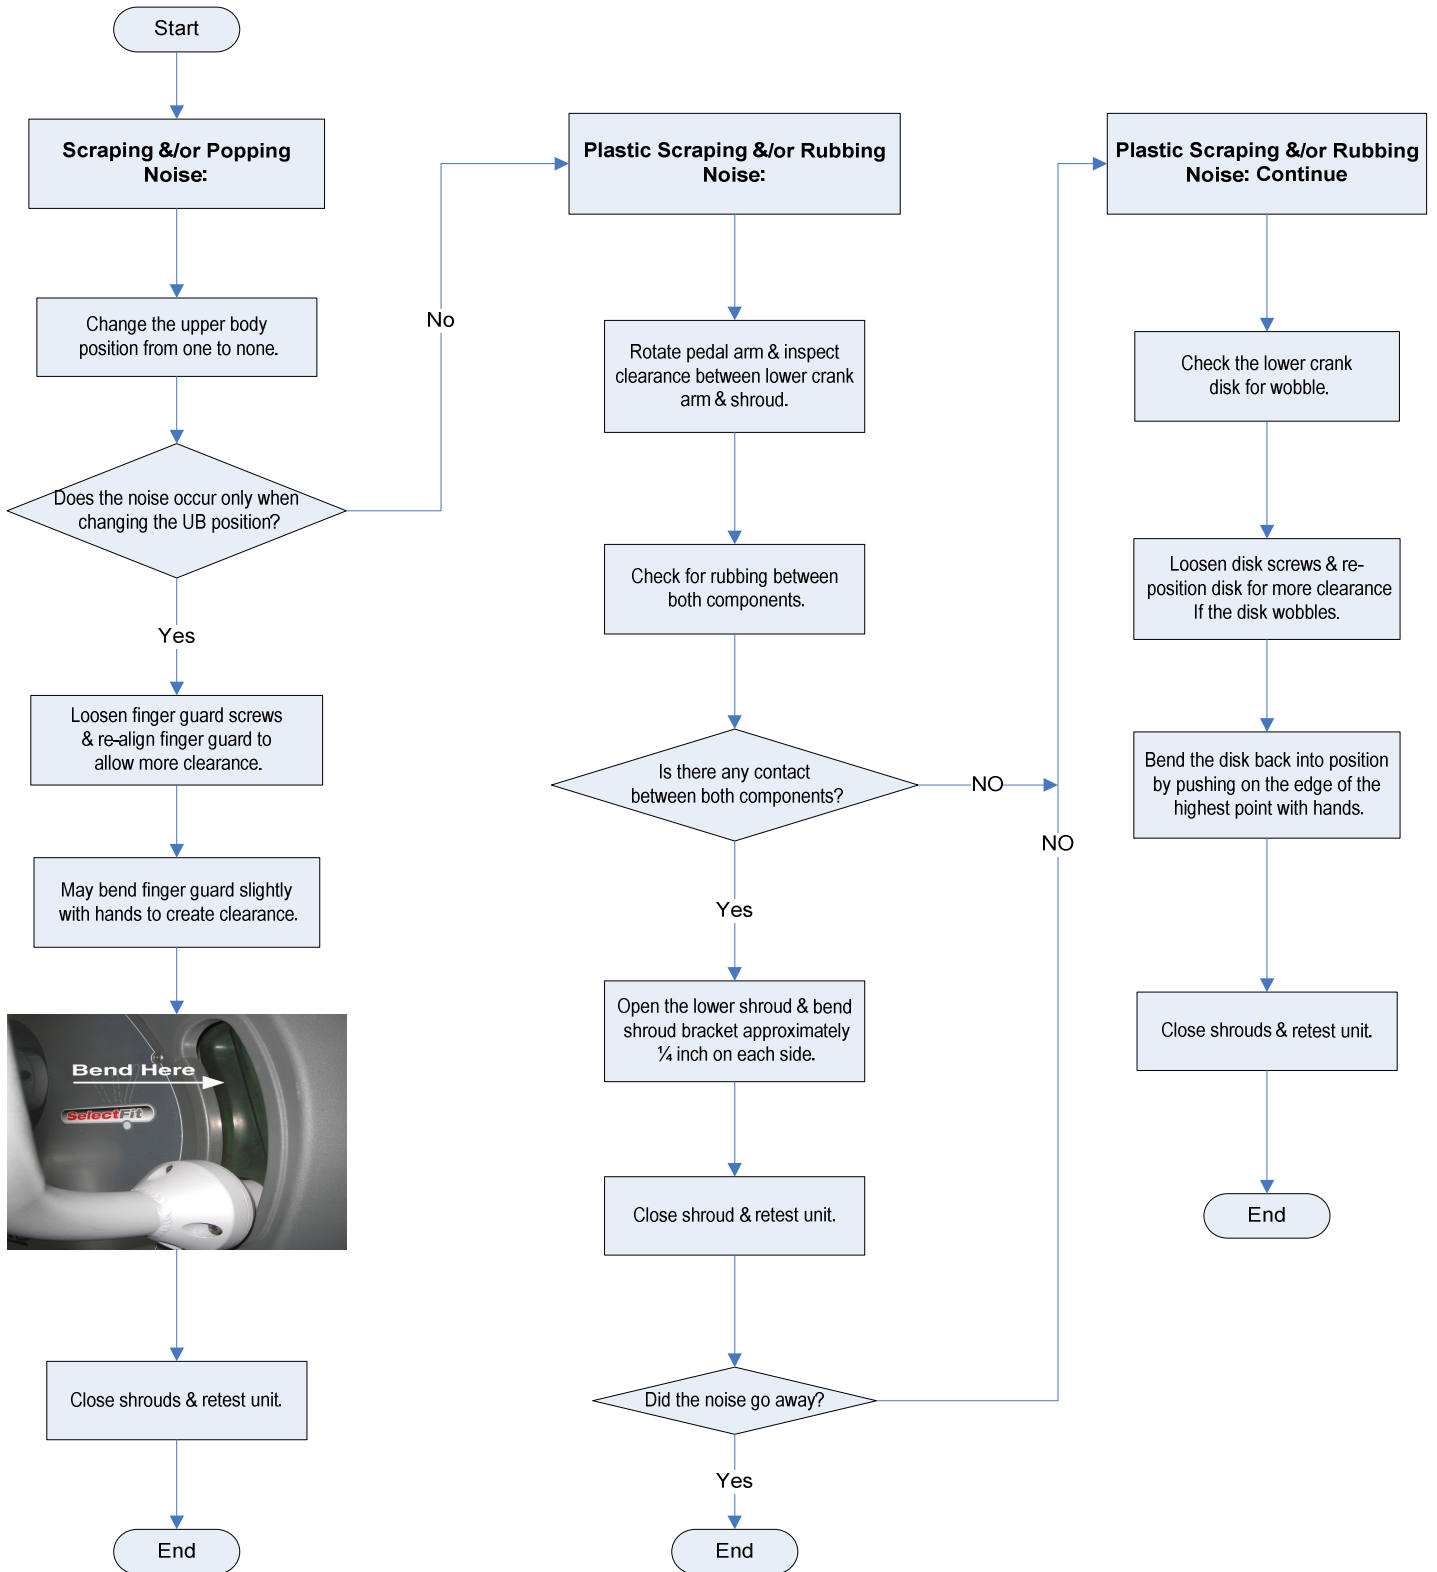 Start
Scraping &/or Popping
Noise:
Change the upper body
position from one to none.
Does the noise occur only when
changing the UB position?
No
Yes
Loosen finger guard screws
& re-align finger guard to
allow more clearance.
May bend finger guard slightly
with hands to create clearance.
Bend Here
SelectFit
Close shrouds & retest unit.
End
Plastic Scraping &/or Rubbing
Noise:
Rotate pedal arm & inspect
clearance between lower crank
arm & shroud.
Check for rubbing between
both components.
Is there any contact
between both components?
NO
Yes
Open the lower shroud & bend
shroud bracket approximately
¼ inch on each side.
Close shroud & retest unit.
Did the noise go away?
NO
Yes
End
Plastic Scraping &/or Rubbing
Noise: Continue
Check the lower crank
disk for wobble.
Loosen disk screws & re-
position disk for more clearance
If the disk wobbles.
Bend the disk back into position
by pushing on the edge of the
highest point with hands.
Close shrouds & retest unit.
End